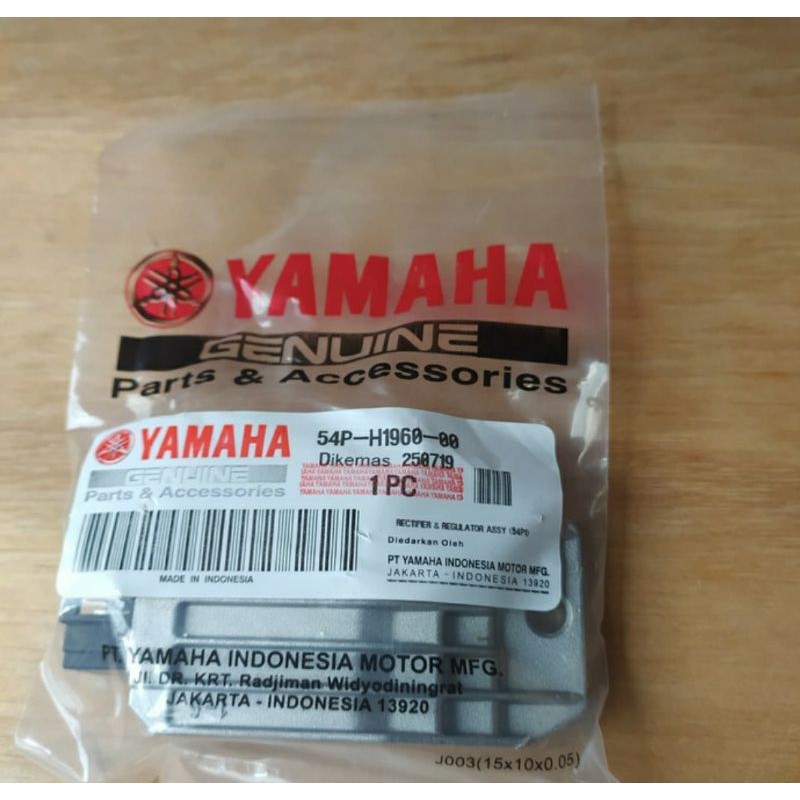 YAMAHA
GENUINE
Parts & Accessories
YAMAHA
GENUINE
Parts & Accessories
54P-H1960-00
Dikemas 250719
1 PC
RECTIFIER & REGULATOR ASSY (54P1)
Diedarkan Oleh
PT YAMAHA INDONESIA MOTOR MFG.
JAKARTA - INDONESIA 13920
MADE IN INDONESIA
PT. YAMAHA INDONESIA MOTOR MFG.
Jl. DR. KRT. Radjiman Widyodiningrat
JAKARTA - INDONESIA 13920
J003(15x10x0.05)